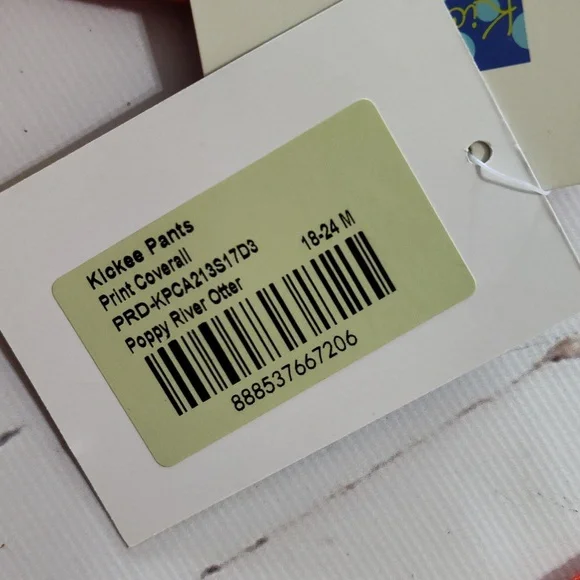 KIckee Pants
Print Coverall
PRD-KPCA213S17D3
18-24 M
Poppy River Otter
888537667206